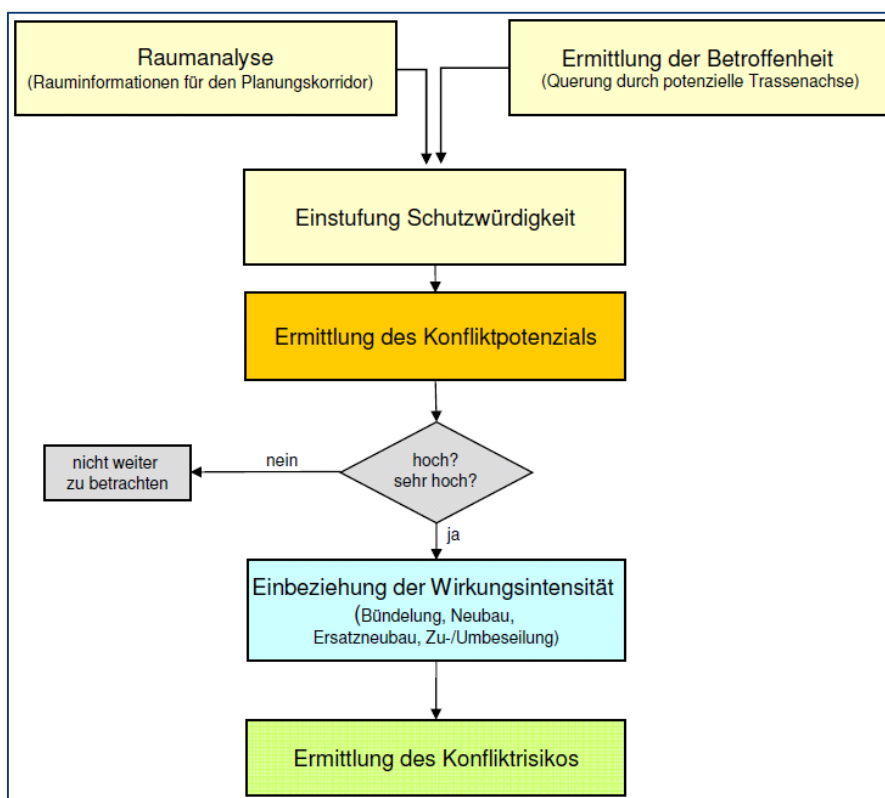 Raumanalyse
(Rauminformationen für den Planungskorridor)
Ermittlung der Betroffenheit
(Querung durch potenzielle Trassenachse)
Einstufung Schutzwürdigkeit
Ermittlung des Konfliktpotenzials
hoch?
sehr hoch?
nein
nicht weiter
zu betrachten
ja
Einbeziehung der Wirkungsintensität
(Bündelung, Neubau,
Ersatzneubau, Zu-/Umbeseilung)
Ermittlung des Konfliktrisikos